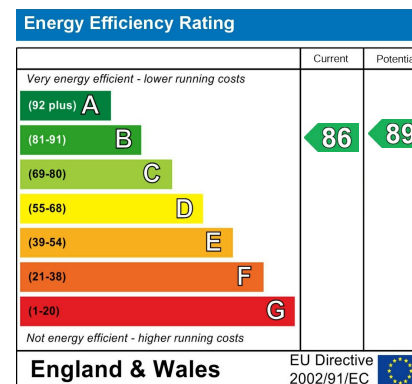 Energy Efficiency Rating
Current
Potentia
Very energy efficient - lower running costs
(92 plus) A
(81-91) B
86
89
(69-80) C
(55-68) D
(39-54) E
(21-38) F
(1-20) G
Not energy efficient - higher running costs
England & Wales
EU Directive
2002/91/EC